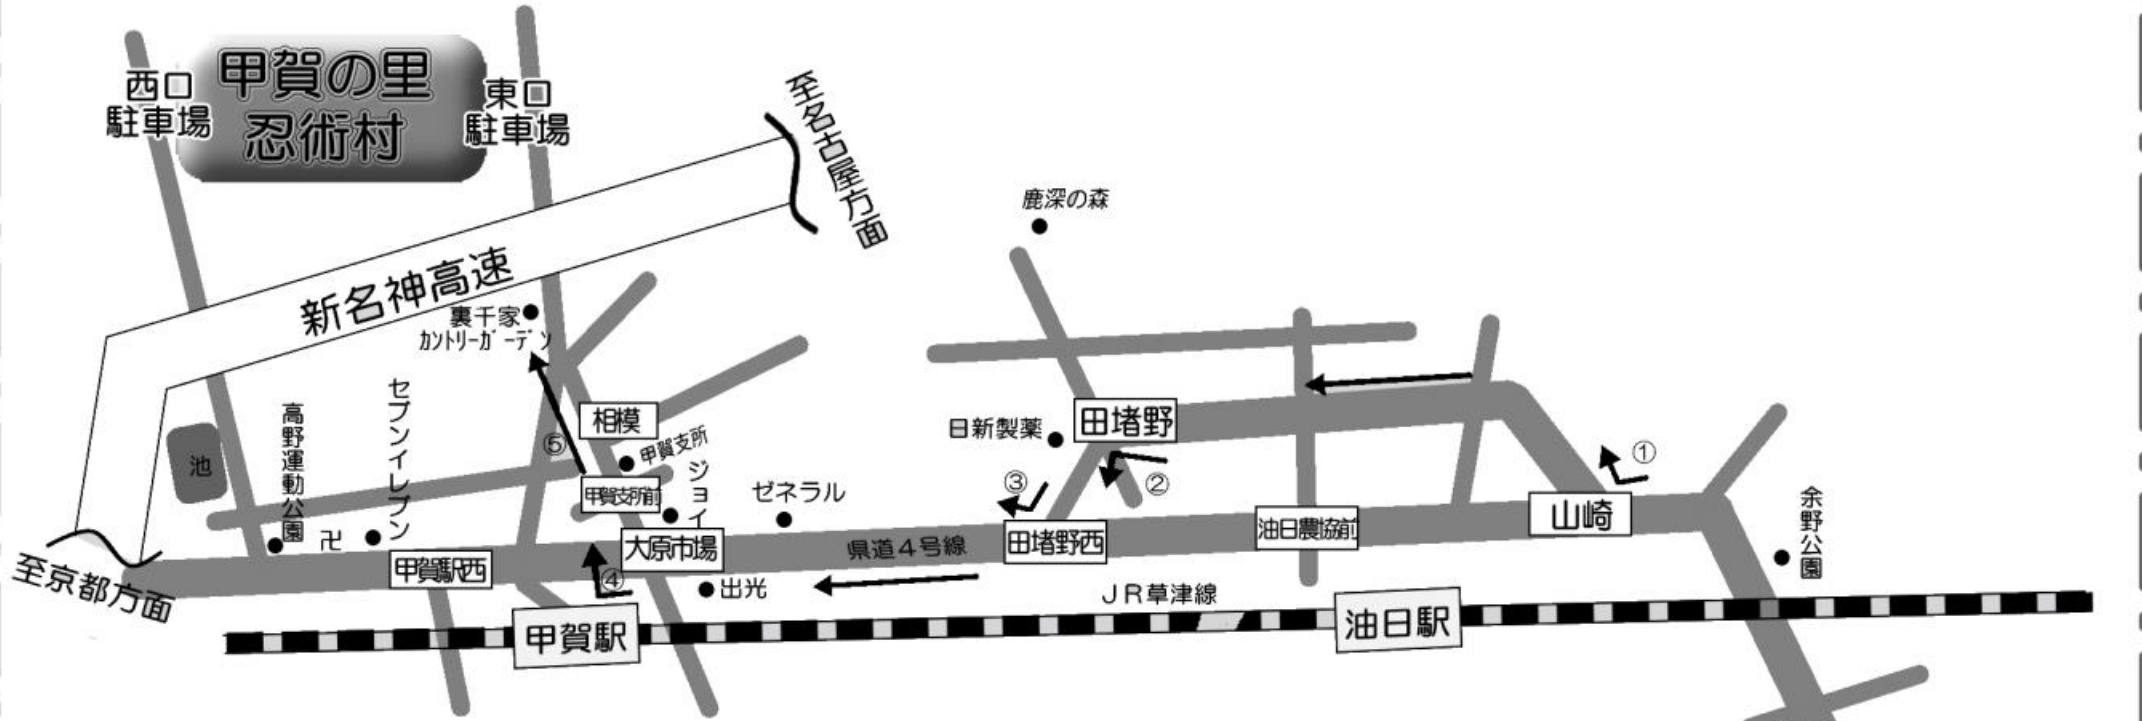 甲賀の里
忍術村
西口
駐車場
東口
駐車場
至名古屋方面
新名神高速
鹿深の森
裏千家
カントリーガーデン
高野運動公園
セブンイレブン
池
相模
⑤
甲賀支所
ジョイ
甲賀支所前
ゼネラル
日新製薬
田堵野
②
③
①
山崎
余野公園
油日農協前
田堵野西
県道4号線
大原市場
卍
甲賀駅西
④
出光
JR草津線
至京都方面
甲賀駅
油日駅